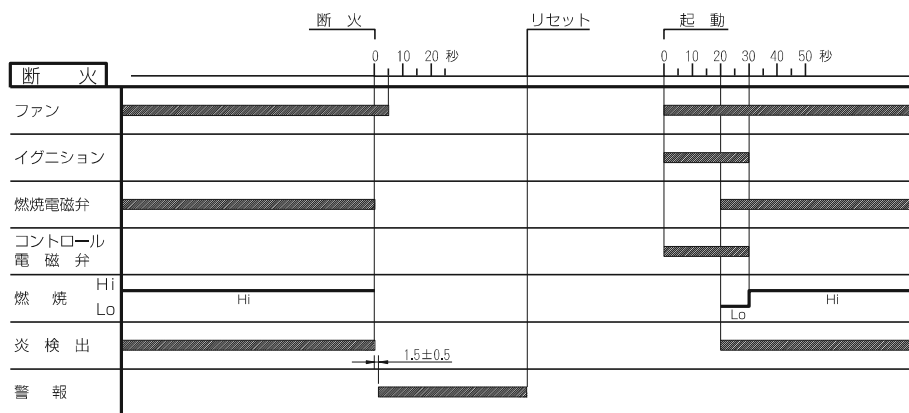 断火 リセット 起動
0 10 20 秒 0 10 20 30 50 秒
断火
ファン
イグニション
燃焼電磁弁
コントロール
電磁弁
燃焼 Hi Lo Hi Lo Hi
炎検出
1.5±0.5
警報